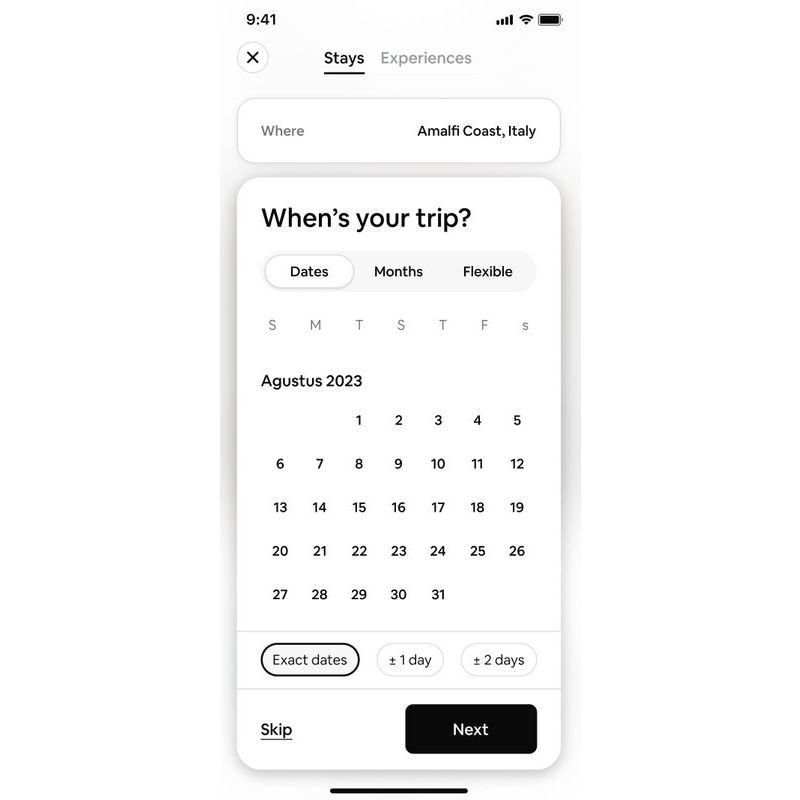 9:41
Stays Experiences
Where Amalfi Coast, Italy
When’s your trip?
Dates Months Flexible
S M T S T F s
Agustus 2023
1 2 3 4 5
6 7 8 9 10 11 12
13 14 15 16 17 18 19
20 21 22 23 24 25 26
27 28 29 30 31
Exact dates ± 1 day ± 2 days
Skip Next